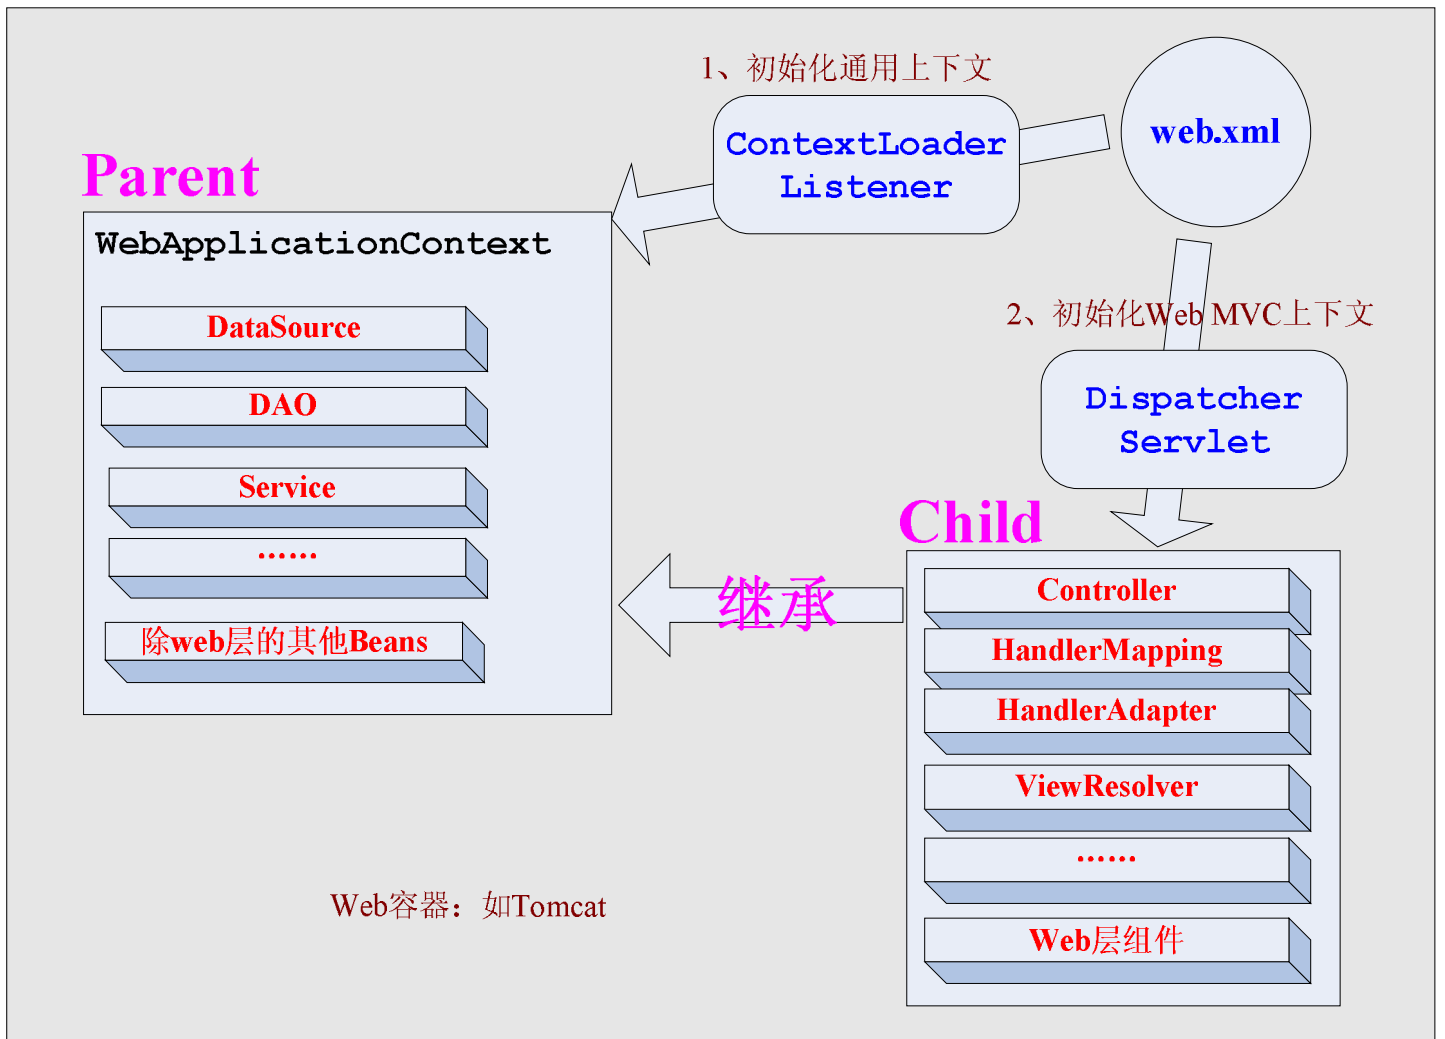 1、初始化通用上下文
ContextLoader
Listener
web.xml
Parent
WebApplicationContext
DataSource
DAO
Service
……
除web层的其他Beans
2、初始化Web MVC上下文
Dispatcher
Servlet
Child
继承
Controller
HandlerMapping
HandlerAdapter
ViewResolver
……
Web层组件
Web容器：如Tomcat